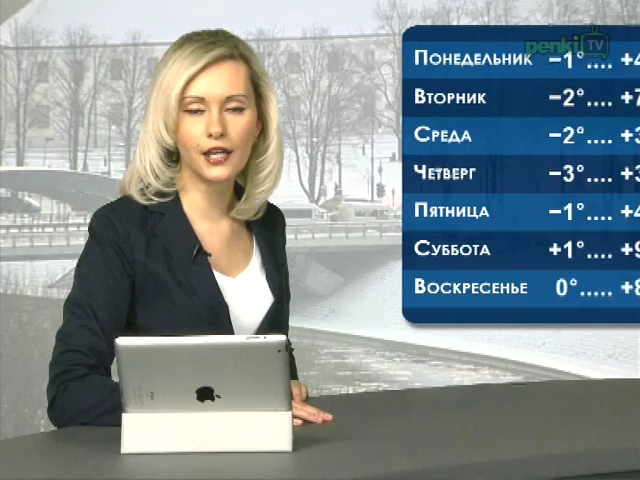 penki TV
Понедельник −1°.... +4
Вторник −2°.... +7
Среда −2°.... +3
Четверг −3°.... +3
Пятница −1°.... +4
Суббота +1°.... +9
Воскресенье 0°..... +8